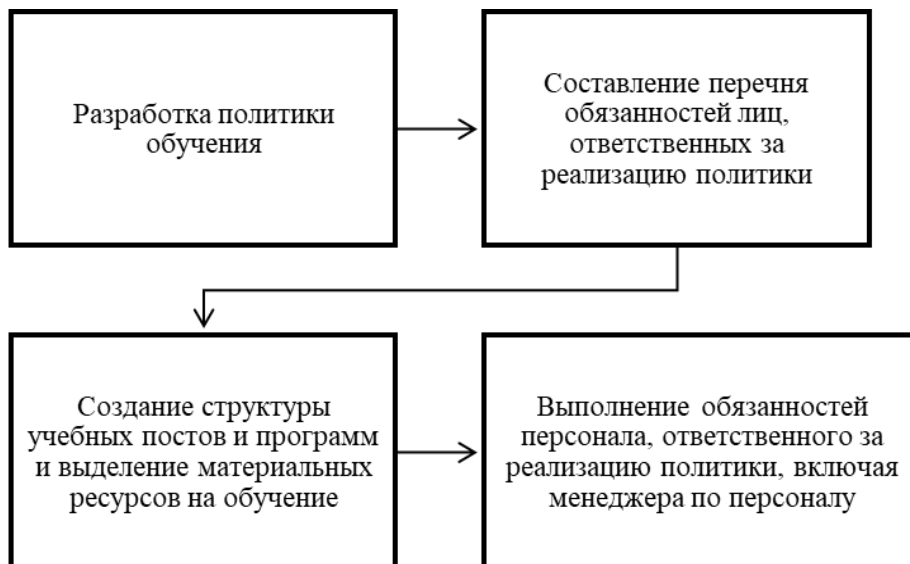 Разработка политики
обучения
Составление перечня
обязанностей лиц,
ответственных за
реализацию политики
Создание структуры
учебных постов и программ
и выделение материальных
ресурсов на обучение
Выполнение обязанностей
персонала, ответственного за
реализацию политики, включая
менеджера по персоналу